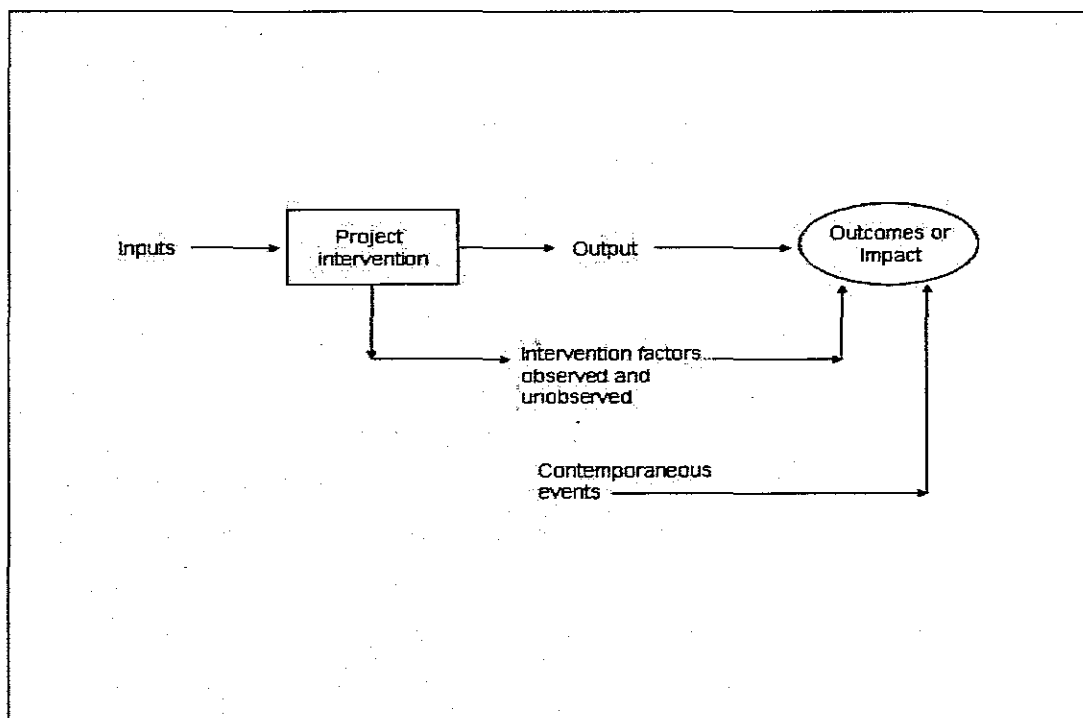 Inputs
Project
intervention
Output
Outcomes or
Impact
Intervention factors
observed and
unobserved
Contemporaneous
events